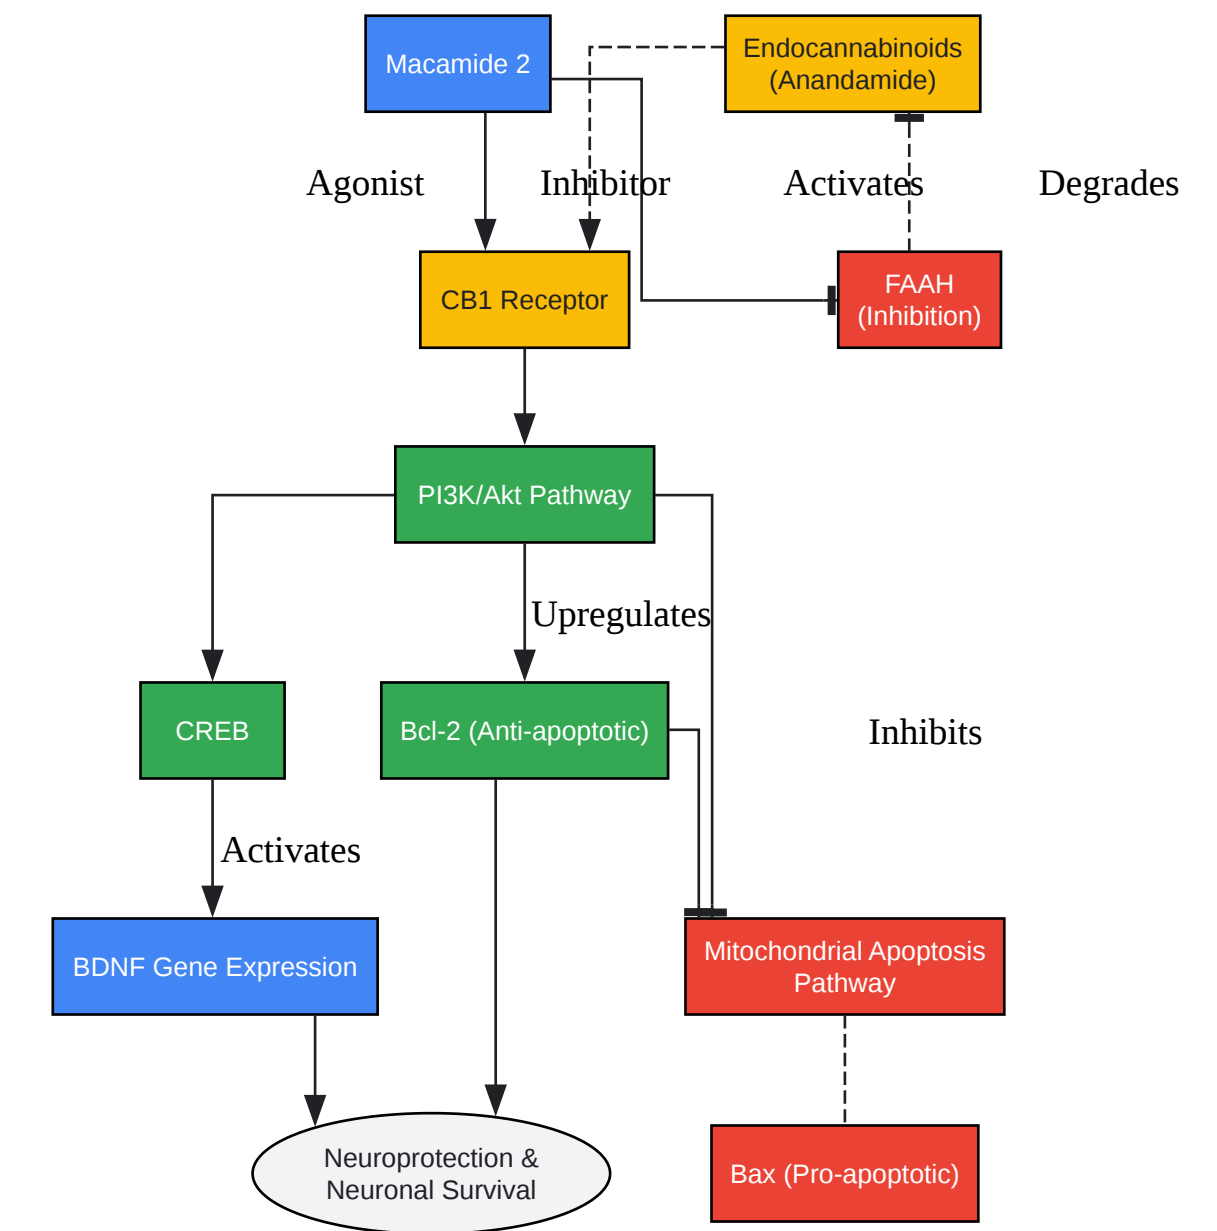 Macamide 2
Endocannabinoids
(Anandamide)
Agonist
Inhibitor
Activates
Degrades
CB1 Receptor
FAAH
(Inhibition)
PI3K/Akt Pathway
Upregulates
CREB
Bcl-2 (Anti-apoptotic)
Inhibits
Activates
BDNF Gene Expression
Mitochondrial Apoptosis
Pathway
Neuroprotection &
Neuronal Survival
Bax (Pro-apoptotic)